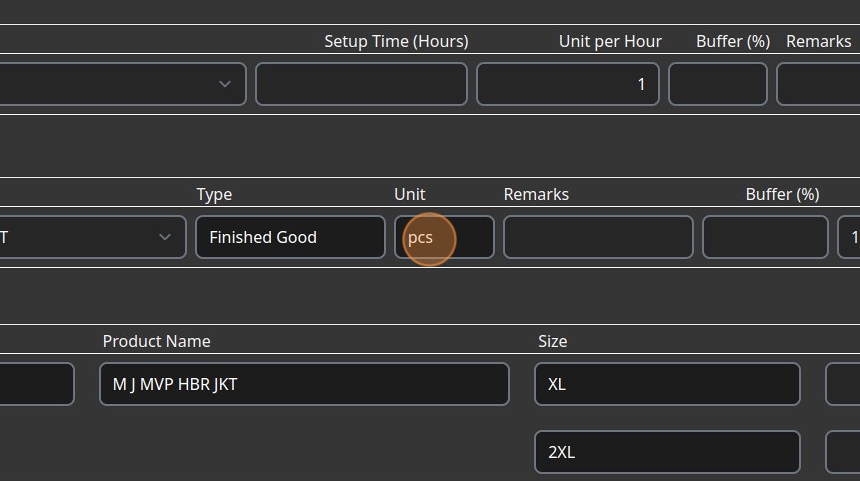 Setup Time (Hours) Unit per Hour Buffer (%) Remarks
1
Type Unit Remarks Buffer (%)
T Finished Good pcs 1
Product Name Size
M J MVP HBR JKT XL
2XL